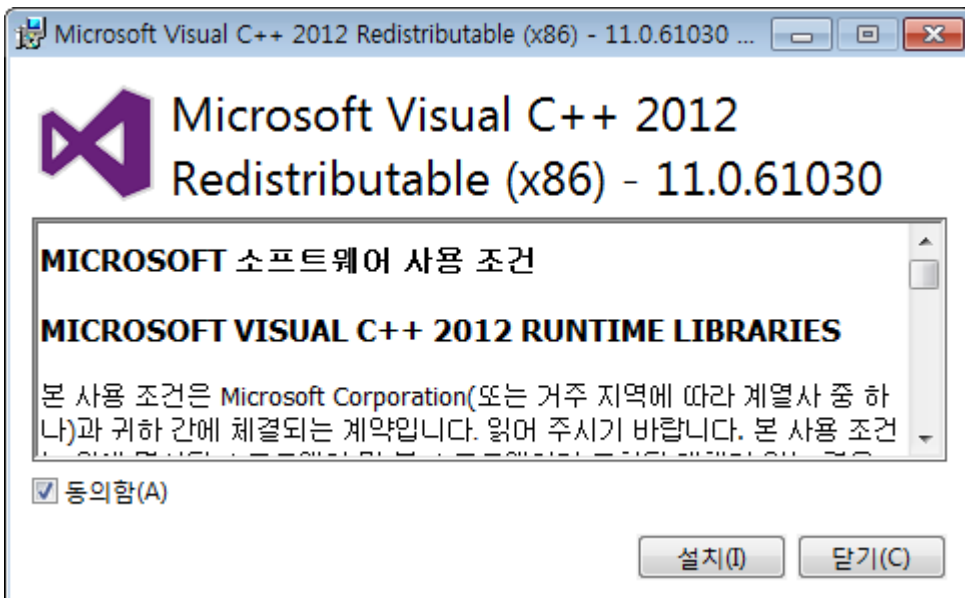 Microsoft Visual C++ 2012 Redistributable (x86) - 11.0.61030 ...
Microsoft Visual C++ 2012
Redistributable (x86) - 11.0.61030
MICROSOFT 소프트웨어 사용 조건
MICROSOFT VISUAL C++ 2012 RUNTIME LIBRARIES
본 사용 조건은 Microsoft Corporation(또는 거주 지역에 따라 계열사 중 하
나)과 귀하 간에 체결되는 계약입니다. 읽어 주시기 바랍니다. 본 사용 조건
동의함(A)
설치(I)
닫기(C)